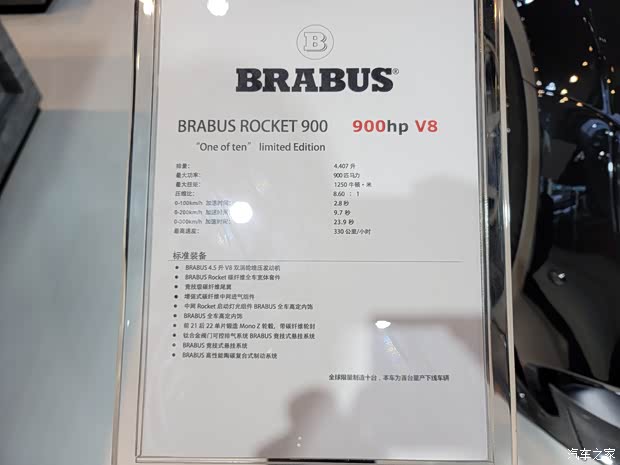 B
BRABUS®
BRABUS ROCKET 900 900hp V8
"One of ten" limited Edition
排量： 4,407 升
最大功率： 900 匹马力
最大扭矩： 1250 牛顿・米
压缩比： 8.60 : 1
0-100km/h 加速时间： 2.8 秒
0-200km/h 加速时间： 9.7 秒
0-300km/h 加速时间： 23.9 秒
最高速度： 330 公里/小时
标准装备
• BRABUS 4.5 升 V8 双涡轮增压发动机
• BRABUS Rocket 碳纤维全车宽体套件
• 竞技级碳纤维尾翼
• 增强式碳纤维中网进气组件
• 中网 Rocket 启动灯光组件 BRABUS 全车高定内饰
• BRABUS 全车高定内饰
• 前 21 后 22 单片锻造 Mono Z 轮毂，带碳纤维轮封
• 钛合金阀门可控排气系统 BRABUS 竞技式悬挂系统
• BRABUS 竞技式悬挂系统
• BRABUS 高性能陶碳复合式制动系统
全球限量制造十台，本车为首台量产下线车辆
汽车之家